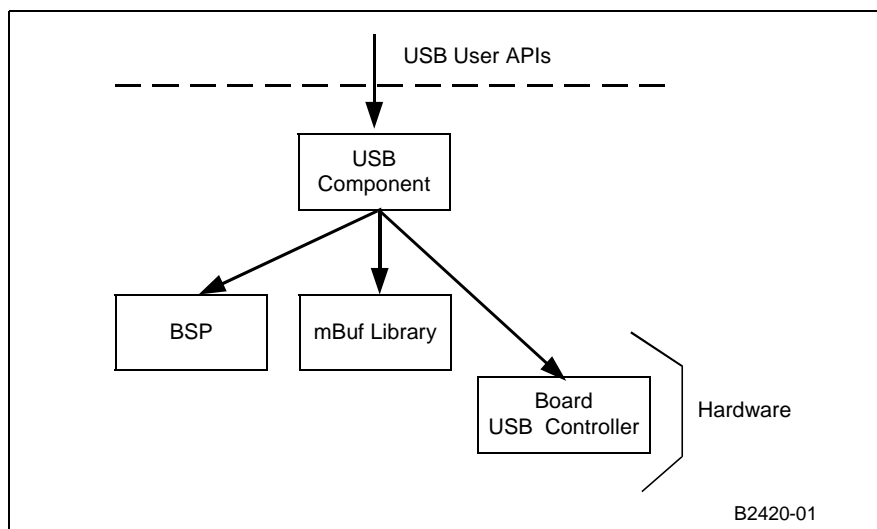 USB User APIs
USB
Component
BSP
mBuf Library
Board
USB Controller
Hardware
B2420-01